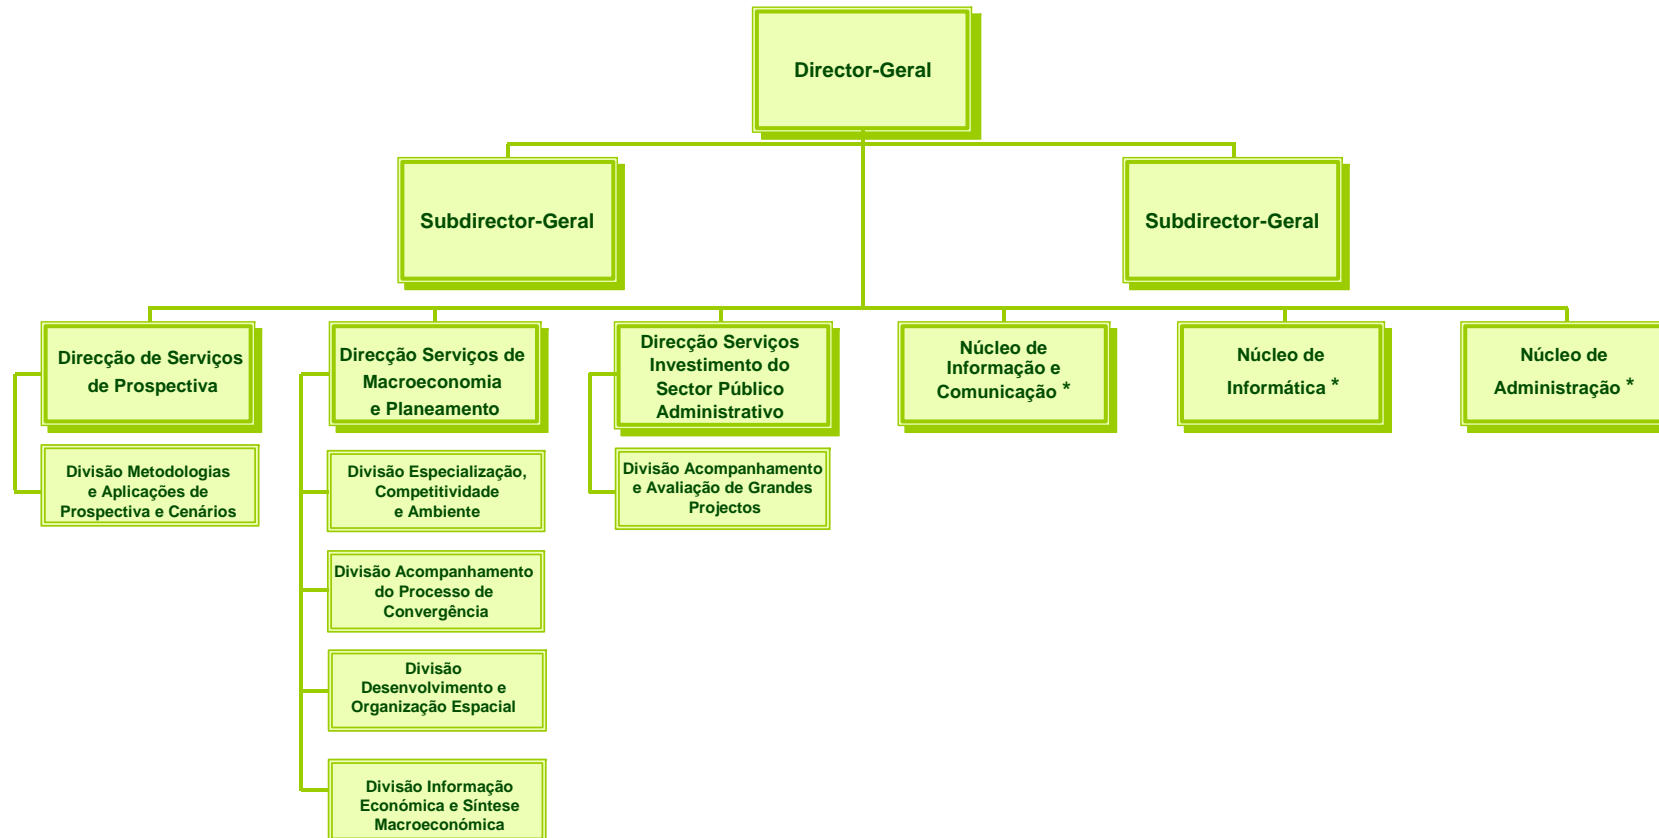 Director-Geral
Subdirector-Geral
Subdirector-Geral
Direcção de Serviços
de Prospectiva
Direcção Serviços de
Macroeconomia
e Planeamento
Direcção Serviços
Investimento do
Sector Público
Administrativo
Núcleo de
Informação e
Comunicação *
Núcleo de
Informática *
Núcleo de
Administração *
Divisão Metodologias
e Aplicações de
Prospectiva e Cenários
Divisão Especialização,
Competitividade
e Ambiente
Divisão Acompanhamento
e Avaliação de Grandes
Projectos
Divisão Acompanhamento
do Processo de
Convergência
Divisão
Desenvolvimento e
Organização Espacial
Divisão Informação
Económica e Síntese
Macroeconómica